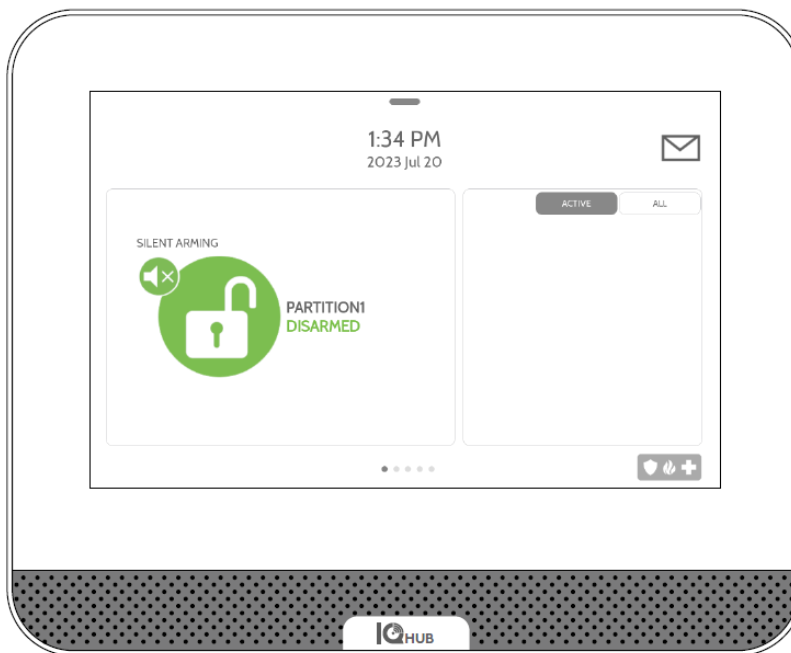 1:34 PM
2023 Jul 20
ACTIVE
ALL
SILENT ARMING
PARTITION1
DISARMED
IQ HUB